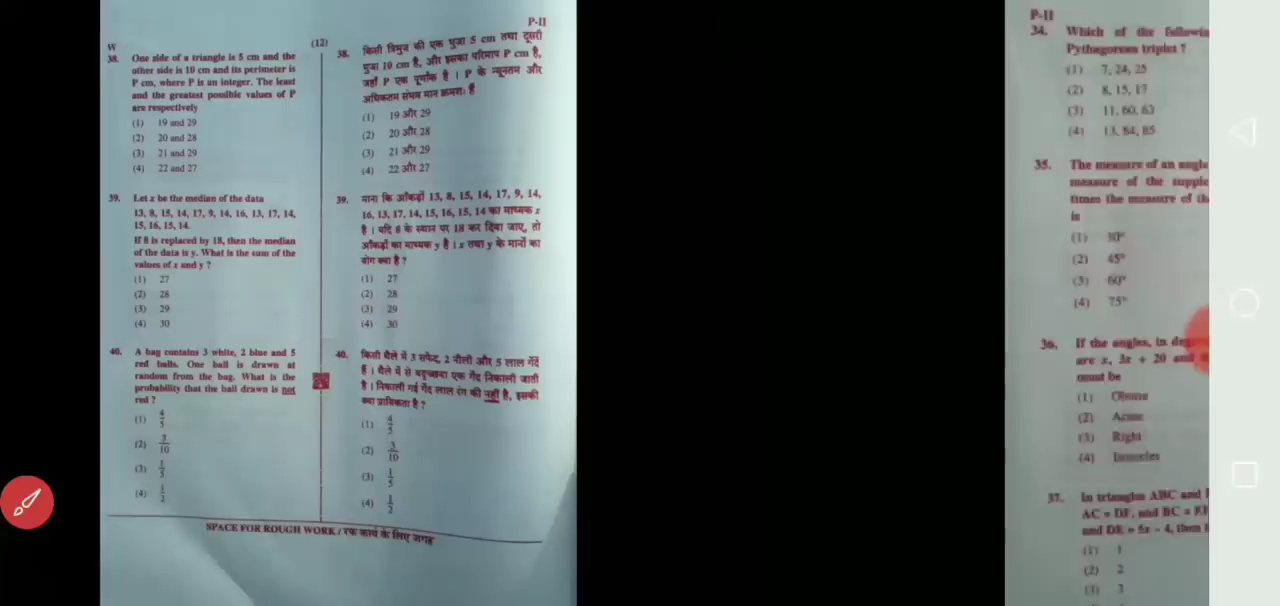 P-II
W
(12)
38. One side of a triangle is 5 cm and the
other side is 10 cm and its perimeter is
P cm, where P is an integer. The least
and the greatest possible values of P
are respectively
(1) 19 and 29
(2) 20 and 28
(3) 21 and 29
(4) 22 and 27
39. Let x be the median of the data
13, 8, 15, 14, 17, 9, 14, 16, 13, 17, 14,
15, 16, 15, 14.
If 8 is replaced by 18, then the median
of the data is y. What is the sum of the
values of x and y ?
(1) 27
(2) 28
(3) 29
(4) 30
40. A bag contains 3 white, 2 blue and 5
red balls. One ball is drawn at
random from the bag. What is the
probability that the ball drawn is not
red ?
(1) 4/5
(2) 3/10
(3) 1/5
(4) 1/2
38. किसी त्रिभुज की एक भुजा 5 cm तथा दूसरी
भुजा 10 cm है, और इसका परिमाप P cm है,
जहाँ P एक पूर्णांक है । P के न्यूनतम और
अधिकतम संभव मान क्रमशः हैं
(1) 19 और 29
(2) 20 और 28
(3) 21 और 29
(4) 22 और 27
39. माना कि आँकड़ों 13, 8, 15, 14, 17, 9, 14,
16, 13, 17, 14, 15, 16, 15, 14 का माध्यक x
है । यदि 8 के स्थान पर 18 कर दिया जाए, तो
आँकड़ों का माध्यक y है । x तथा y के मानों का
योग क्या है ?
(1) 27
(2) 28
(3) 29
(4) 30
40. किसी थैले में 3 सफेद, 2 नीली और 5 लाल गेंदें
हैं । थैले में से यदृच्छया एक गेंद निकाली जाती
है । निकाली गई गेंद लाल रंग की नहीं है, इसकी
क्या प्रायिकता है ?
(1) 4/5
(2) 3/10
(3) 1/5
(4) 1/2
SPACE FOR ROUGH WORK / रफ कार्य के लिए जगह
P-II
34. Which of the followin
Pythagorean triplet ?
(1) 7, 24, 25
(2) 8, 15, 17
(3) 11, 60, 63
(4) 13, 84, 85
35. The measure of an angle
measure of the supple
times the measure of th
is
(1) 30°
(2) 45°
(3) 60°
(4) 75°
36. If the angles, in deg
are x, 3x + 20 and
must be
(1) Obtuse
(2) Acute
(3) Right
(4) Isosceles
37. In triangles ABC and
AC = DF, and BC = EF
and DE = 5x - 4, then
(1) 1
(2) 2
(3) 3